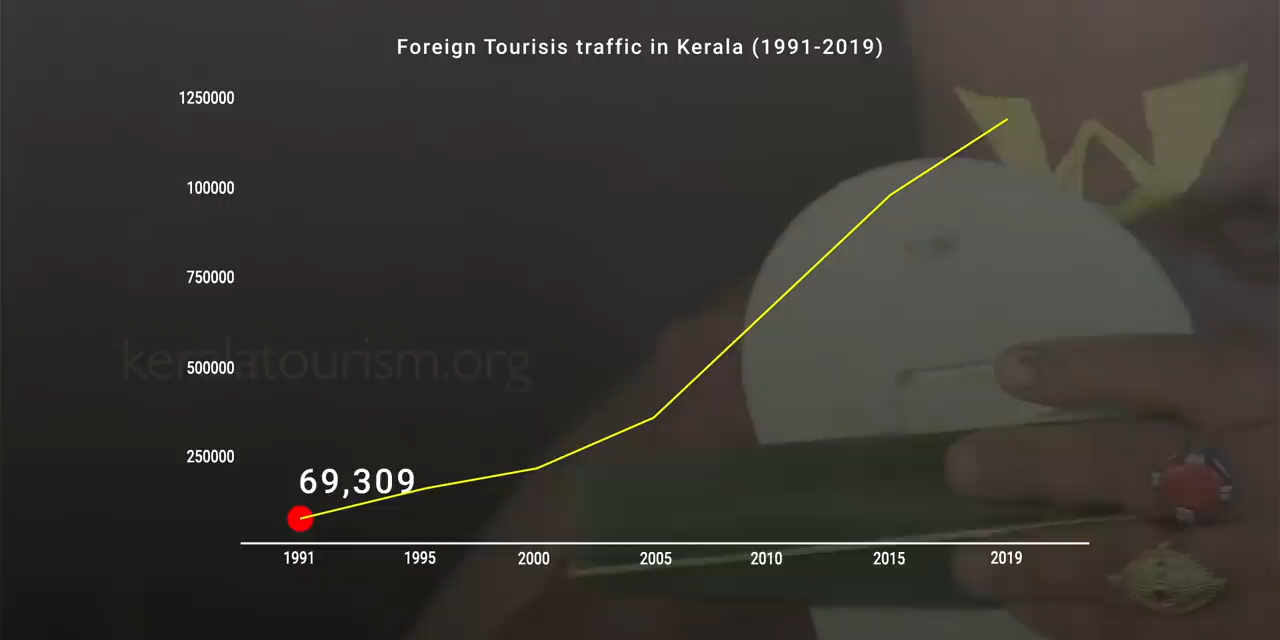 Foreign Tourisis traffic in Kerala (1991-2019)
1250000
100000
750000
keralatourism.org
500000
250000
69,309
1991 1995 2000 2005 2010 2015 2019